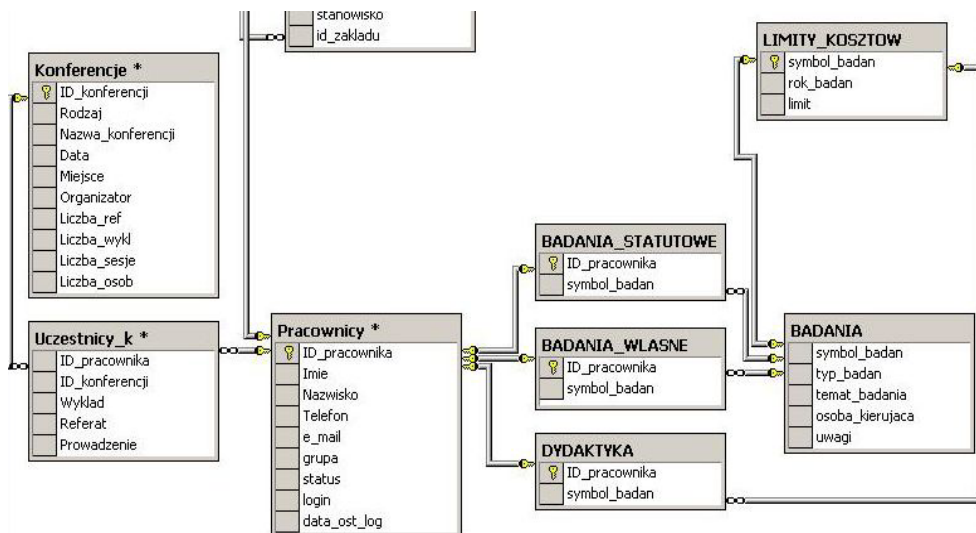 stanowisko
id_zakladu
Konferencje *
ID_konferencji
Rodzaj
Nazwa_konferencji
Data
Miejsce
Organizator
Liczba_ref
Liczba_wykl
Liczba_sesje
Liczba_osob
Uczestnicy_k *
ID_pracownika
ID_konferencji
Wyklad
Referat
Prowadzenie
Pracownicy *
ID_pracownika
Imie
Nazwisko
Telefon
e_mail
grupa
status
login
data_ost_log
BADANIA_STATUTOWE
ID_pracownika
symbol_badan
BADANIA_WLASNE
ID_pracownika
symbol_badan
DYDAKTYKA
ID_pracownika
symbol_badan
LIMITY_KOSZTOW
symbol_badan
rok_badan
limit
BADANIA
symbol_badan
typ_badan
temat_badania
osoba_kierujaca
uwagi